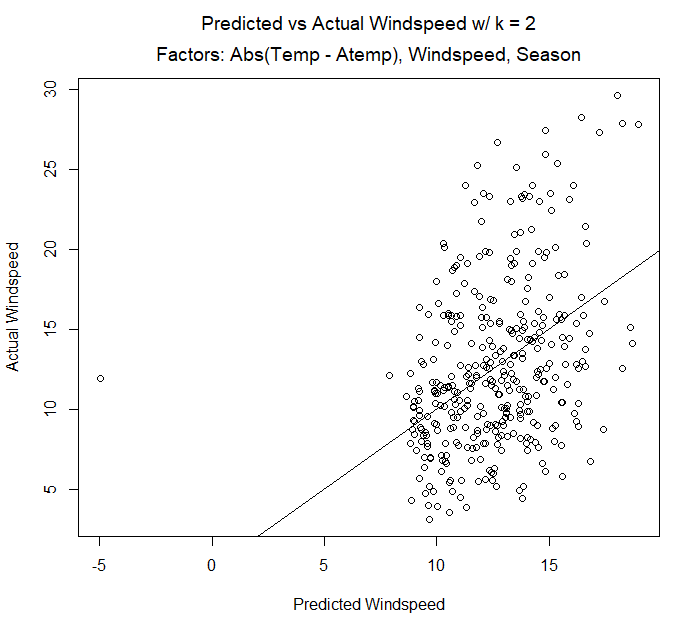 Predicted vs Actual Windspeed w/ k = 2
Factors: Abs(Temp - Atemp), Windspeed, Season
30
25
20
15
10
5
Actual Windspeed
-5 0 5 10 15
Predicted Windspeed